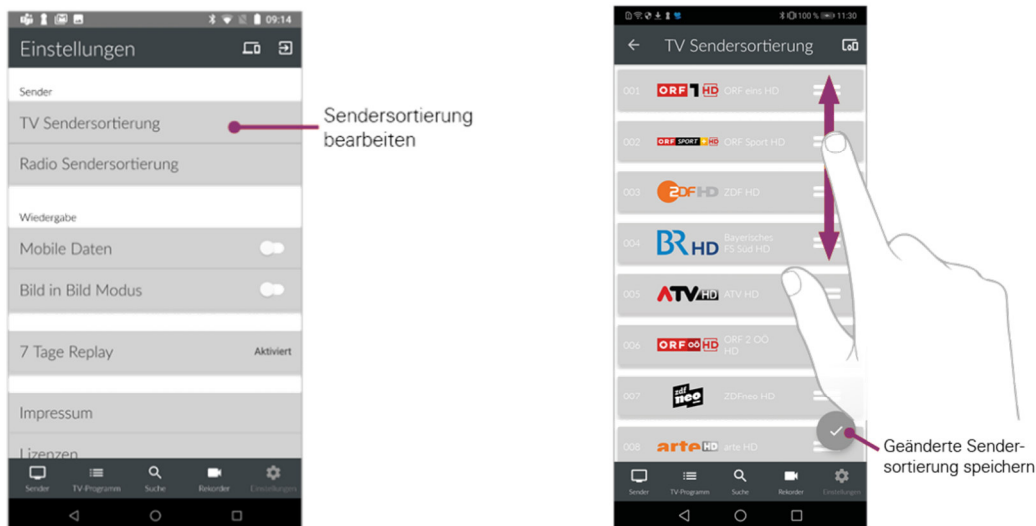 09:14
Einstellungen
Sender
TV Sendersortierung
Radio Sendersortierung
Wiedergabe
Mobile Daten
Bild in Bild Modus
7 Tage Replay Aktiviert
Impressum
Lizenzen
Sender TV-Programm Suche Rekorder Einstellungen
Sendersortierung
bearbeiten
100 % 11:30
TV Sendersortierung
001 ORF 1 HD ORF eins HD
002 ORF SPORT + HD ORF Sport HD
003 ZDF HD ZDF HD
004 BR HD Bayerisches
FS Süd HD
005 ATV HD ATV HD
006 ORF OÖ HD ORF 2 OÖ
HD
007 zdf neo ZDFneo HD
008 arte HD arte HD
Sender TV-Programm Suche Rekorder Einstellungen
Geänderte Sender-
sortierung speichern